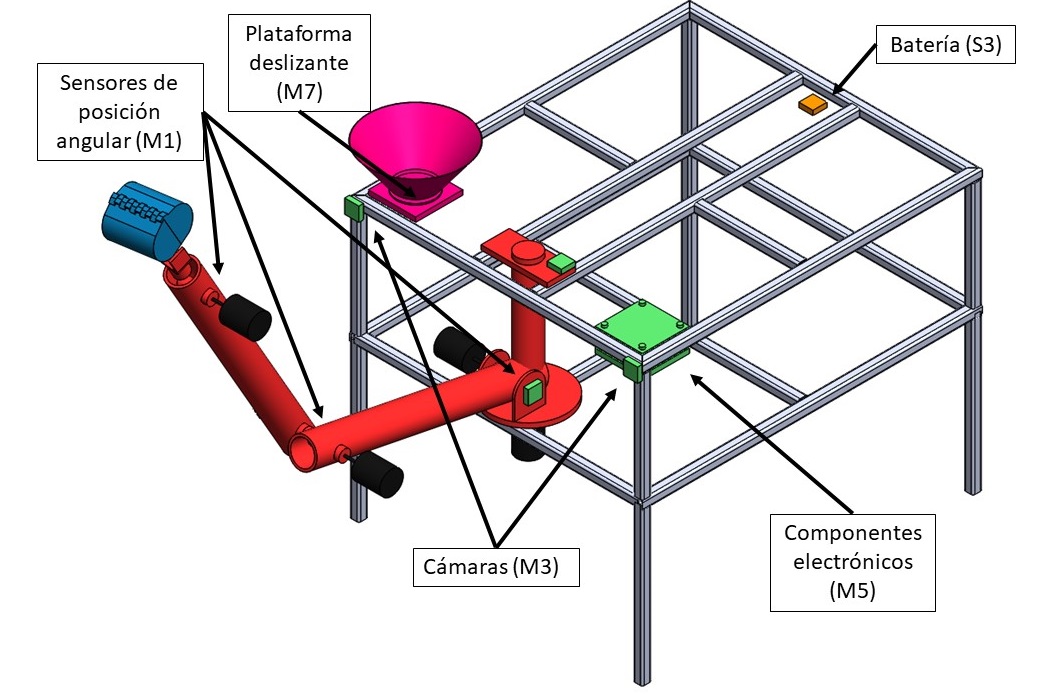 Plataforma
deslizante
(M7)
Batería (S3)
Sensores de
posición
angular (M1)
Cámaras (M3)
Componentes
electrónicos
(M5)